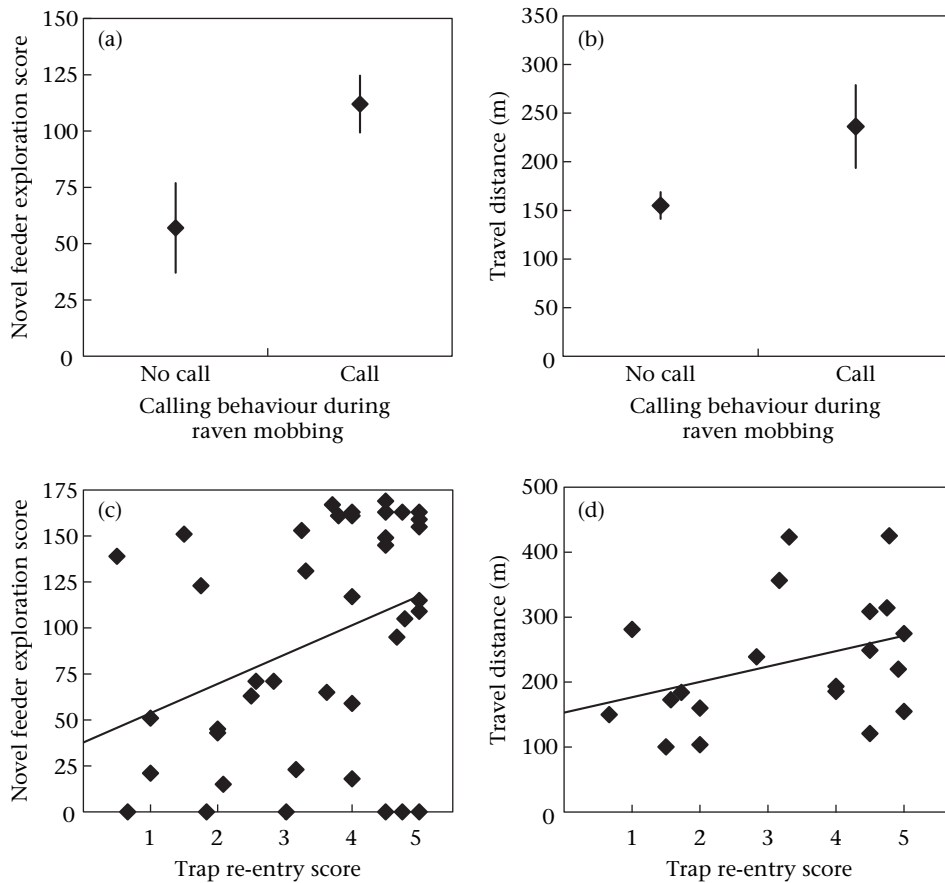 (a)
Novel feeder exploration score
150
125
100
75
50
25
0
No call
Call
Calling behaviour during
raven mobbing
(b)
Travel distance (m)
350
300
250
200
150
100
50
0
No call
Call
Calling behaviour during
raven mobbing
(c)
Novel feeder exploration score
175
150
125
100
75
50
25
0
1
2
3
4
5
Trap re-entry score
(d)
Travel distance (m)
500
400
300
200
100
0
1
2
3
4
5
Trap re-entry score